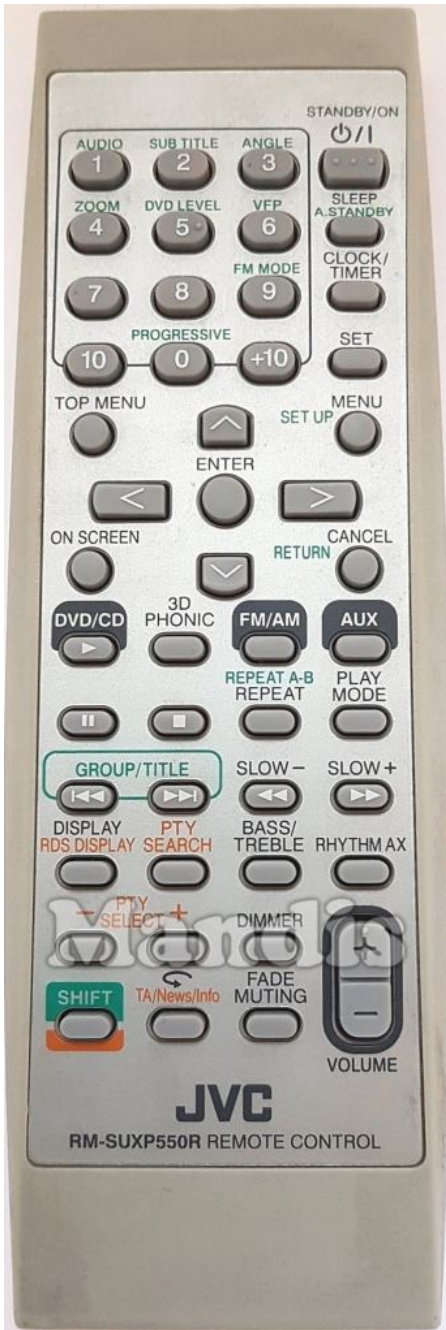 STANDBY/ON
⏻/I
AUDIO SUB TITLE ANGLE
1 2 3
SLEEP
ZOOM DVD LEVEL VFP A.STANDBY
4 5 6
CLOCK/
TIMER
FM MODE
7 8 9
PROGRESSIVE SET
10 0 +10
TOP MENU MENU
SET UP
ENTER
< >
ON SCREEN CANCEL
RETURN
DVD/CD 3D PHONIC FM/AM AUX
REPEAT A-B PLAY
REPEAT MODE
GROUP/TITLE SLOW – SLOW +
DISPLAY PTY BASS/
RDS DISPLAY SEARCH TREBLE RHYTHM AX
– PTY SELECT + DIMMER
Mandis
+
–
SHIFT TA/News/Info FADE
MUTING
VOLUME
JVC
RM-SUXP550R REMOTE CONTROL